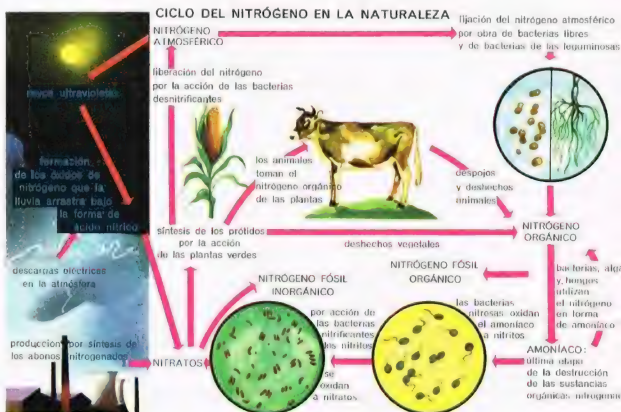 CICLO DEL NITRÓGENO EN LA NATURALEZA
NITRÓGENO
ATMOSFÉRICO
fijación del nitrógeno atmosférico
por obra de bacterias libres
y de bacterias de las leguminosas
rayos ultravioletas
liberación del nitrógeno
por la acción de las bacterias
desnitrificantes
formación
de los óxidos de
nitrógeno que la
lluvia arrastra bajo
la forma de
ácido nítrico
los animales
toman el
nitrógeno orgánico
de las plantas
despojos
y deshechos
animales
síntesis de los prótidos
por la acción
de las plantas verdes
deshechos vegetales
NITRÓGENO
ORGÁNICO
descargas eléctricas
en la atmósfera
NITRÓGENO FÓSIL
INORGÁNICO
NITRÓGENO FÓSIL
ORGÁNICO
bacterias, alga
y hongos
utilizan
el nitrógeno
en forma
de amoníaco
por acción de
las bacterias
nitrificantes
los nitritos
se
oxidan
a nitratos
las bacterias
nitrosas oxidan
el amoníaco
a nitritos
producción por síntesis de
los abonos nitrogenados
NITRATOS
AMONÍACO:
última etapa
de la destrucción
de las sustancias
orgánicas nitrogenad